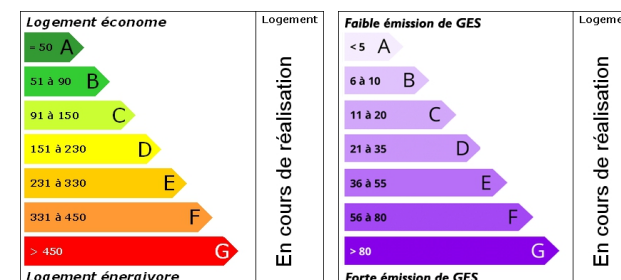 Logement économe
Logement
= 50 A
51 à 90 B
91 à 150 C
151 à 230 D
231 à 330 E
331 à 450 F
> 450 G
Logement énergivore
En cours de réalisation
Faible émission de GES
Logeme
< 5 A
6 à 10 B
11 à 20 C
21 à 35 D
36 à 55 E
56 à 80 F
> 80 G
Forte émission de GES
En cours de réalisation